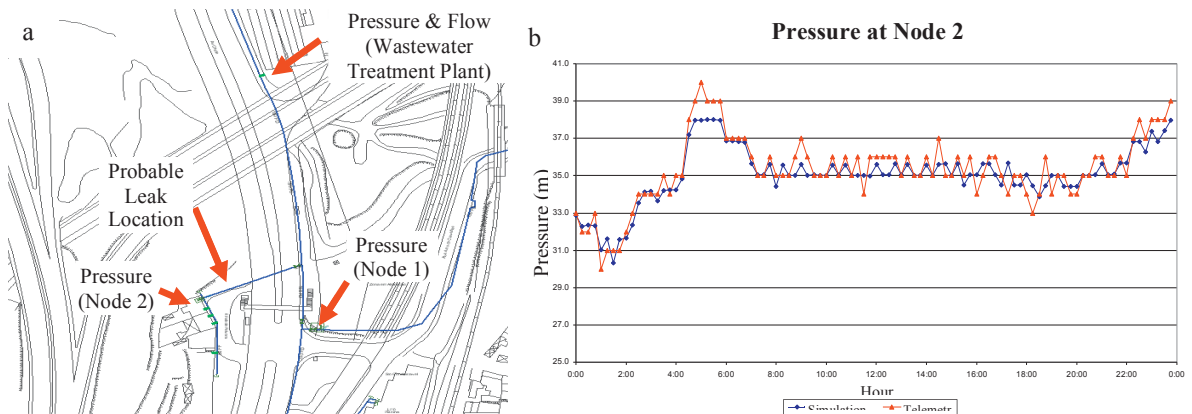 a
Pressure & Flow
(Wastewater
Treatment Plant)
Probable
Leak
Location
Pressure
(Node 1)
Pressure
(Node 2)
b
Pressure at Node 2
Pressure (m)
41.0
39.0
37.0
35.0
33.0
31.0
29.0
27.0
25.0
0:00 2:00 4:00 6:00 8:00 10:00 12:00 14:00 16:00 18:00 20:00 22:00 0:00
Hour
Simulation Telemetr